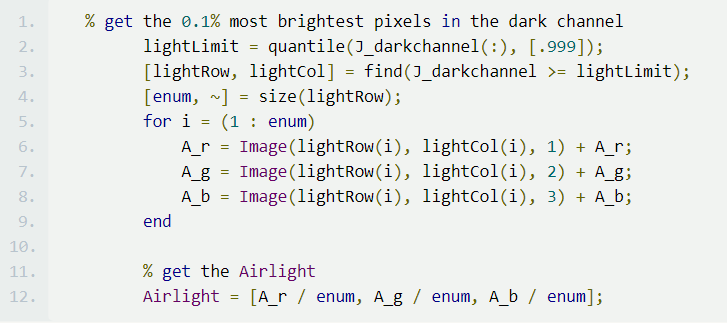 1. % get the 0.1% most brightest pixels in the dark channel
2. lightLimit = quantile(J_darkchannel(:), [.999]);
3. [lightRow, lightCol] = find(J_darkchannel >= lightLimit);
4. [enum, ~] = size(lightRow);
5. for i = (1 : enum)
6. A_r = Image(lightRow(i), lightCol(i), 1) + A_r;
7. A_g = Image(lightRow(i), lightCol(i), 2) + A_g;
8. A_b = Image(lightRow(i), lightCol(i), 3) + A_b;
9. end
10.
11. % get the Airlight
12. Airlight = [A_r / enum, A_g / enum, A_b / enum];